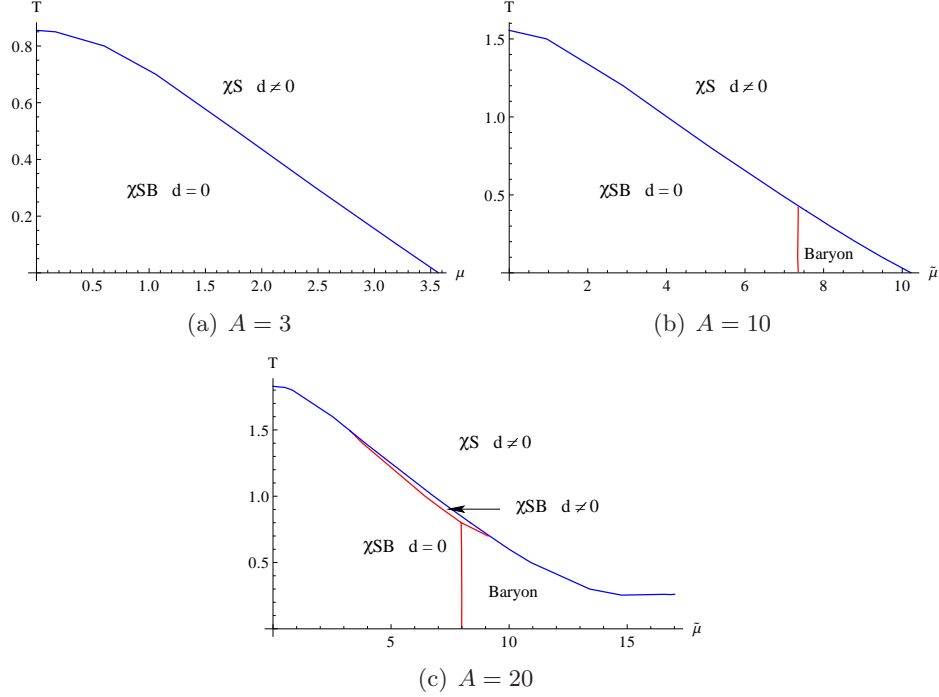 T
0.8
0.6
0.4
0.2
χS d ≠ 0
χSB d = 0
0.5 1.0 1.5 2.0 2.5 3.0 3.5 μ
(a) A = 3
T
1.5
1.0
0.5
χS d ≠ 0
χSB d = 0
Baryon
2 4 6 8 10 μ̃
(b) A = 10
T
1.5
1.0
0.5
χS d ≠ 0
χSB d ≠ 0
χSB d = 0
Baryon
5 10 15 μ̃
(c) A = 20